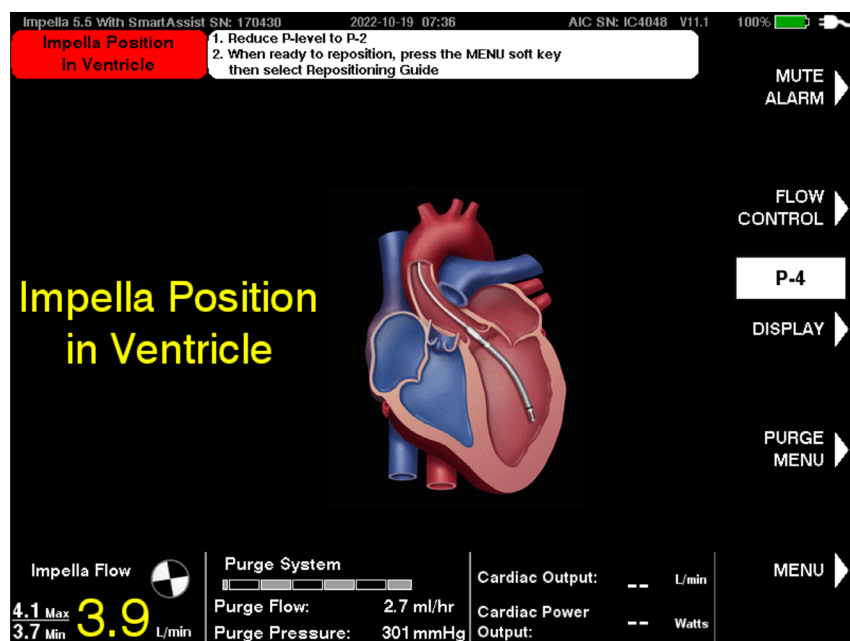 Impella 5.5 With SmartAssist SN: 170430 2022-10-19 07:36 AIC SN: IC4048 V11.1 100%
Impella Position
In Ventricle
1. Reduce P-level to P-2
2. When ready to reposition, press the MENU soft key
then select Repositioning Guide
MUTE
ALARM
FLOW
CONTROL
P-4
DISPLAY
PURGE
MENU
MENU
Impella Position
in Ventricle
Impella Flow
4.1 Max
3.7 Min
3.9 L/min
Purge System
Purge Flow: 2.7 ml/hr
Purge Pressure: 301 mmHg
Cardiac Output: -- L/min
Cardiac Power
Output: -- Watts